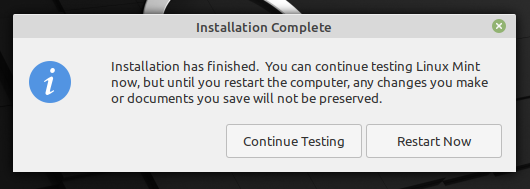 Installation Complete
Installation has finished.  You can continue testing Linux Mint
now, but until you restart the computer, any changes you make
or documents you save will not be preserved.
Continue Testing
Restart Now